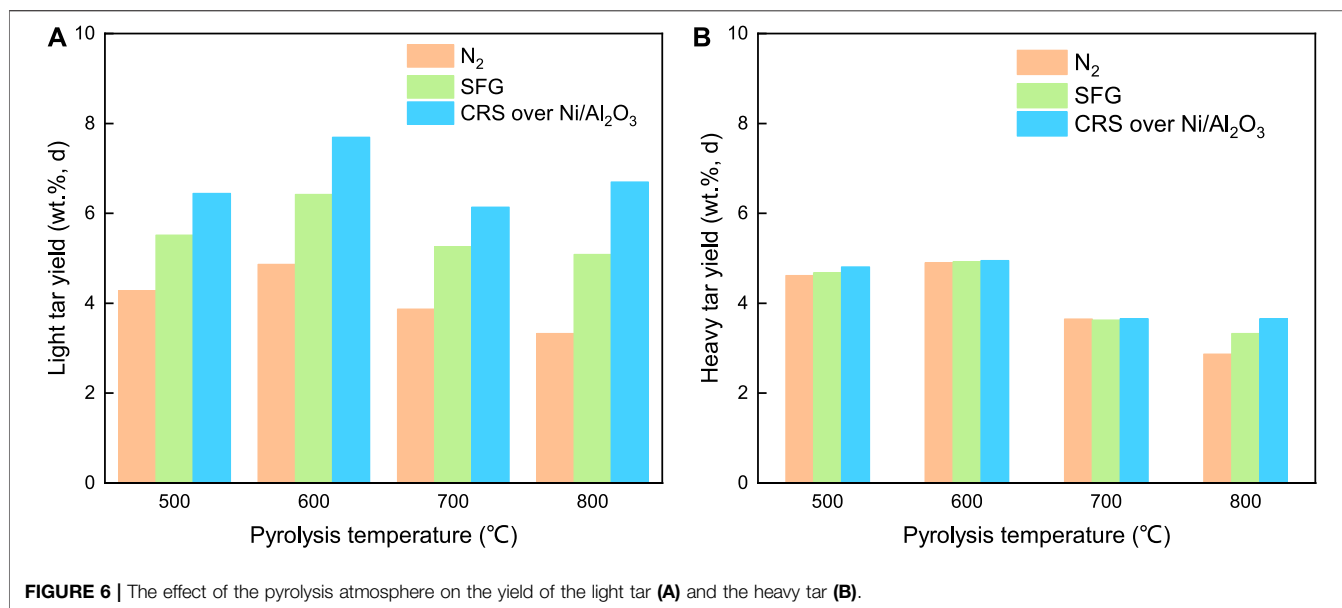 A
N₂
SFG
CRS over Ni/Al₂O₃
Light tar yield (wt.%, d)
10
8
6
4
2
0
500 600 700 800
Pyrolysis temperature (℃)
B
N₂
SFG
CRS over Ni/Al₂O₃
Heavy tar yield (wt.%, d)
10
8
6
4
2
0
500 600 700 800
Pyrolysis temperature (℃)
FIGURE 6 | The effect of the pyrolysis atmosphere on the yield of the light tar (A) and the heavy tar (B).